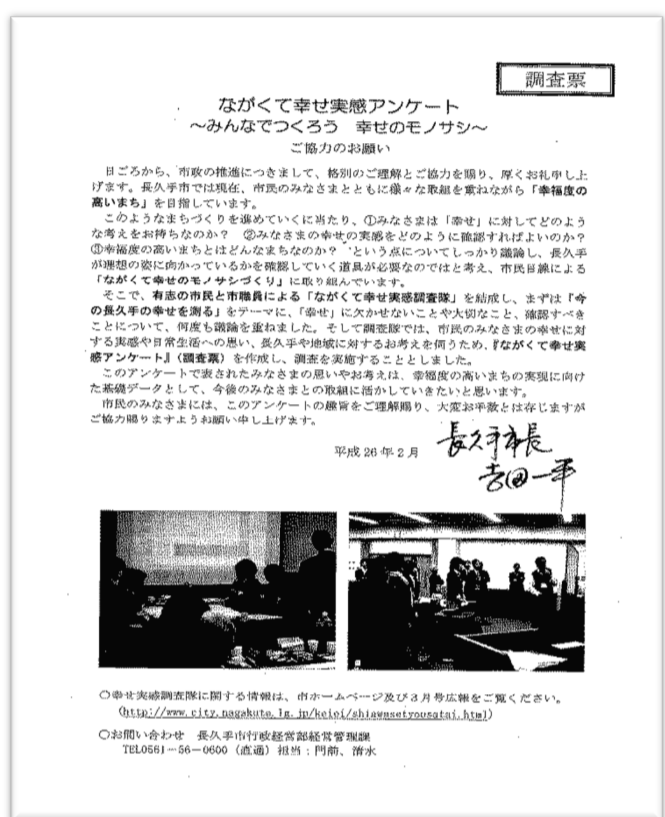 調査票
ながくて幸せ実感アンケート
～みんなでつくろう　幸せのモノサシ～
ご協力のお願い
日ごろから、市政の推進につきまして、格別のご理解とご協力を賜り、厚くお礼申し上
げます。長久手市では現在、市民のみなさまとともに様々な取組を重ねながら「幸福度の
高いまち」を目指しています。
このようなまちづくりを進めていくに当たり、①みなさまは「幸せ」に対してどのよう
な考えをお持ちなのか？　②みなさまの幸せの実感をどのように確認すればよいのか？
③幸福度の高いまちとはどんなまちなのか？　という点についてしっかり議論し、長久手
が理想の姿に向かっているかを確認していく道具が必要なのではと考え、市民目線による
「ながくて幸せのモノサシづくり」に取り組んでいます。
そこで、有志の市民と市職員による「ながくて幸せ実感調査隊」を結成し、まずは『今
の長久手の幸せを測る』をテーマに、「幸せ」に欠かせないことや大切なこと、確認すべき
ことについて、何度も議論を重ねました。そして調査隊では、市民のみなさまの幸せに対
する実感や日常生活への思い、長久手や地域に対するお考えを伺うため、『ながくて幸せ実
感アンケート』（調査票）を作成し、調査を実施することとしました。
このアンケートで表されたみなさまの思いやお考えは、幸福度の高いまちの実現に向け
た基礎データとして、今後のみなさまとの取組に活かしていきたいと思います。
市民のみなさまには、このアンケートの趣旨をご理解賜り、大変お手数とは存じますが
ご協力賜りますようお願い申し上げます。
平成 26 年 2 月
長久手市長
吉田一平
○幸せ実感調査隊に関する情報は、市ホームページ及び３月号広報をご覧ください。
(http://www.city.nagakute.lg.jp/keiei/shiawasetyousatai.html)
○お問い合わせ　長久手市行政経営部経営管理課
TEL0561－56－0600（直通）担当：門前、清水